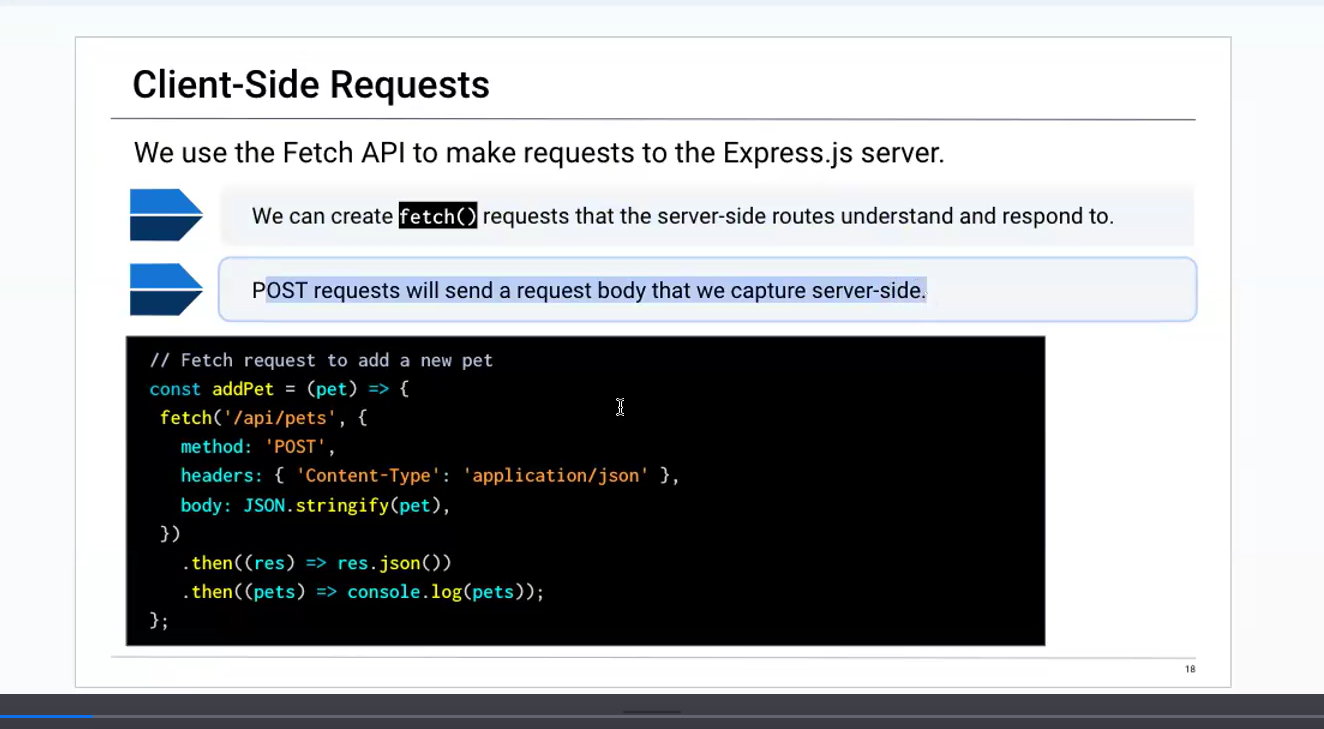 Client-Side Requests
We use the Fetch API to make requests to the Express.js server.
We can create fetch() requests that the server-side routes understand and respond to.
POST requests will send a request body that we capture server-side.
// Fetch request to add a new pet
const addPet = (pet) => {
 fetch('/api/pets', {
   method: 'POST',
   headers: { 'Content-Type': 'application/json' },
   body: JSON.stringify(pet),
 })
   .then((res) => res.json())
   .then((pets) => console.log(pets));
};
18